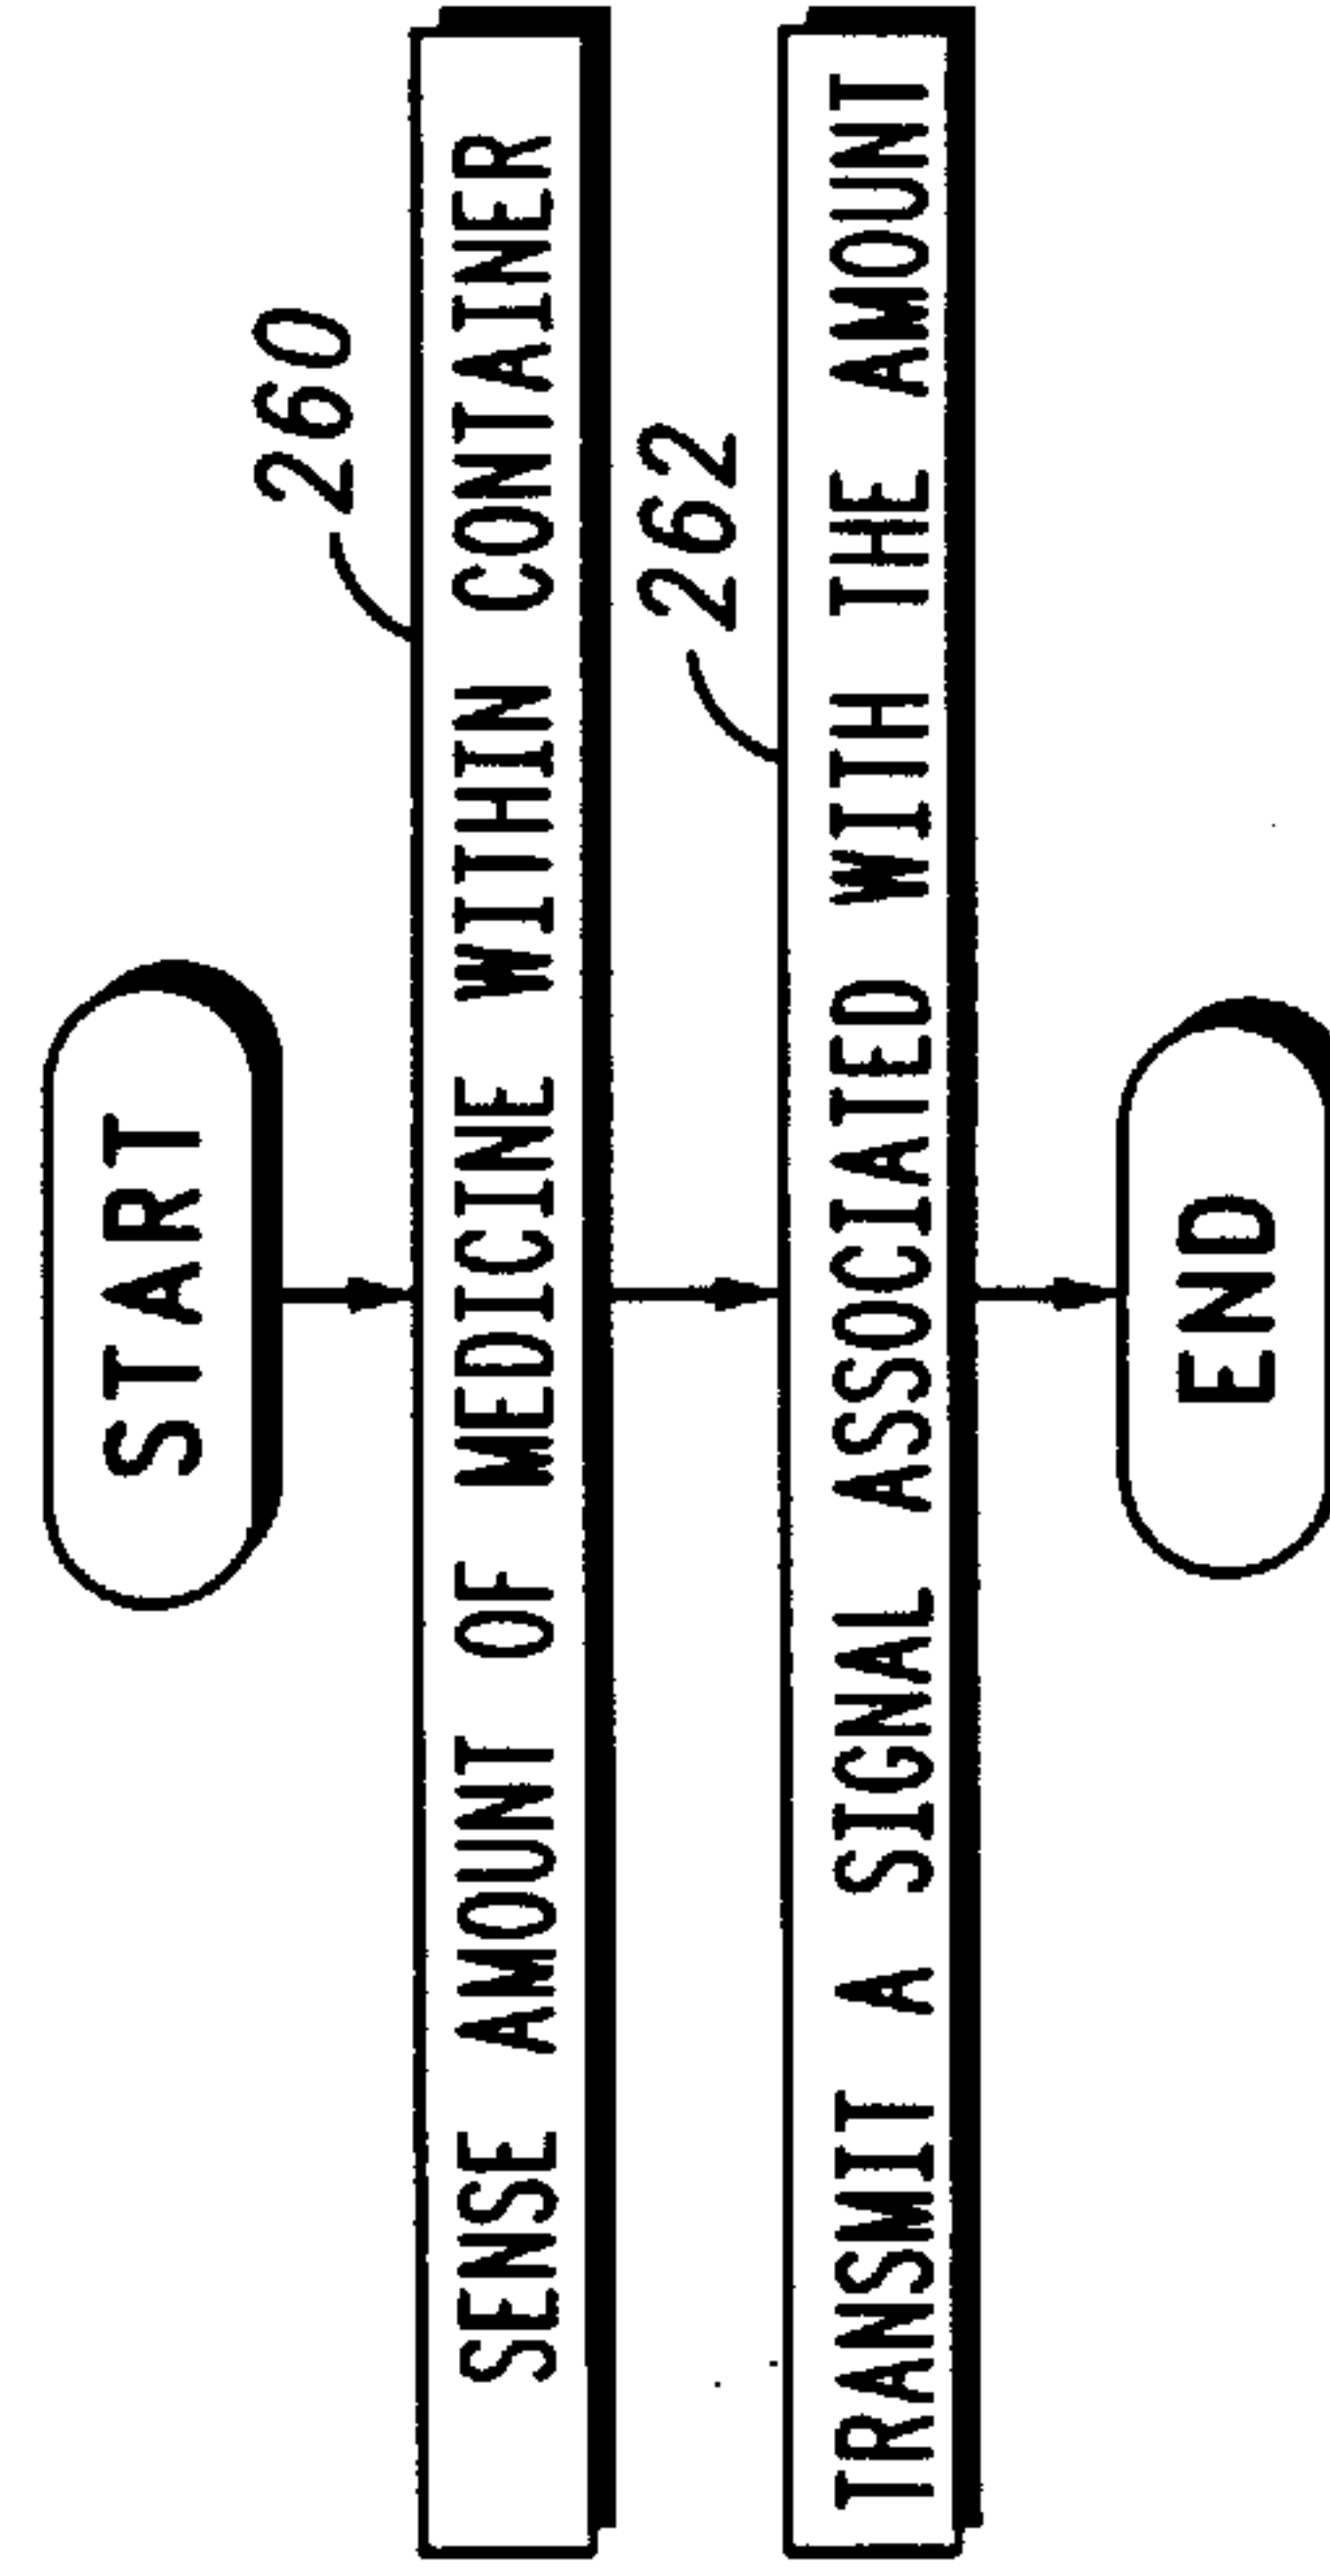 START
260
SENSE AMOUNT OF MEDICINE WITHIN CONTAINER
262
TRANSMIT A SIGNAL ASSOCIATED WITH THE AMOUNT
END